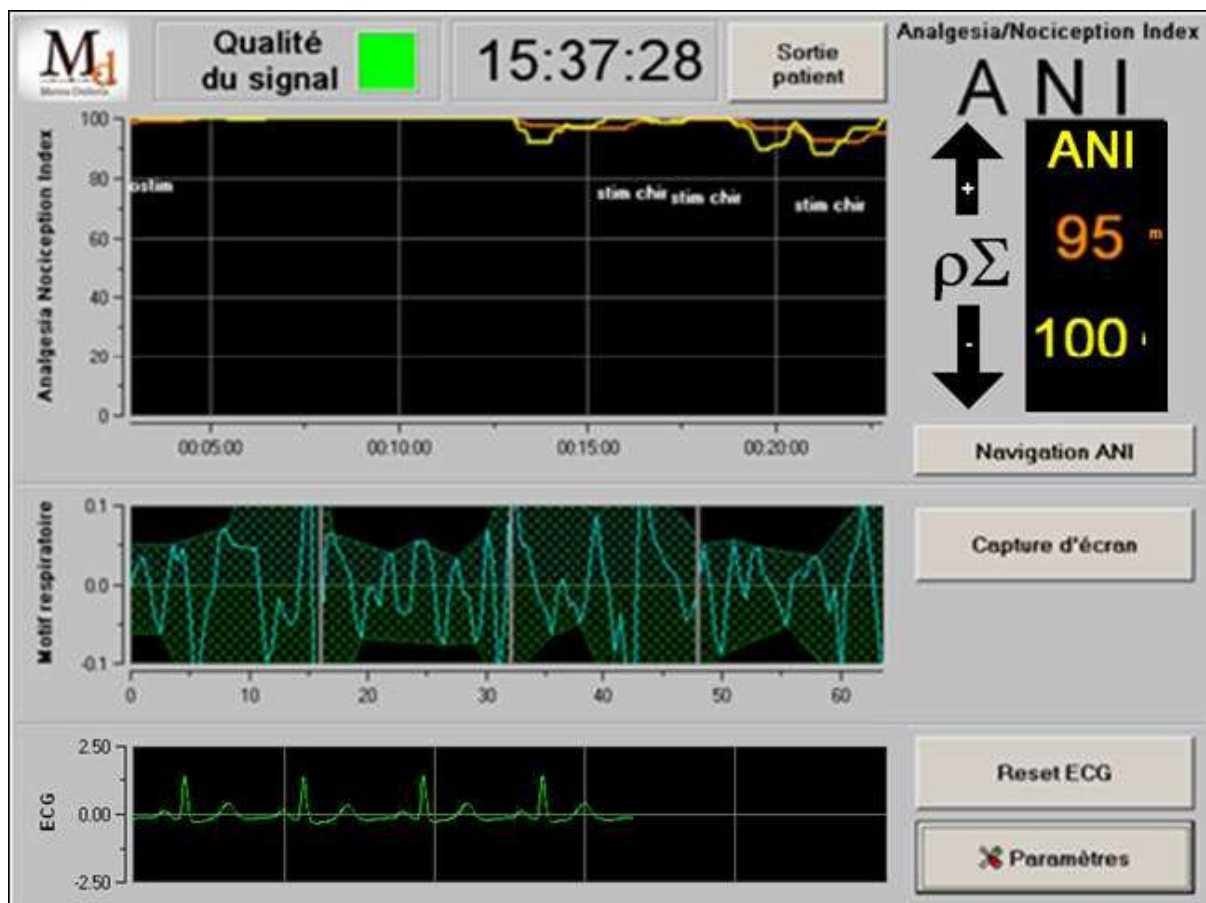 Md
Qualité
du signal
15:37:28
Sortie
patient
Analgesia/Nociception Index
ANI
ANI
+
95 m
ρΣ
100 i
-
Analgesia Nociception Index
100
80
60
40
20
0
ostim
stim chir
stim chir
stim chir
00:05:00
00:10:00
00:15:00
00:20:00
Navigation ANI
Motif respiratoire
0.1
0.0
-0.1
0
10
20
30
40
50
60
Capture d'écran
ECG
2.50
0.00
-2.50
Reset ECG
Paramètres